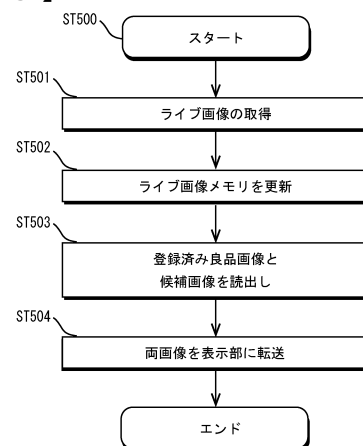 ST500
スタート
ST501
ライブ画像の取得
ST502
ライブ画像メモリを更新
ST503
登録済み良品画像と
候補画像を読出し
ST504
両画像を表示部に転送
エンド